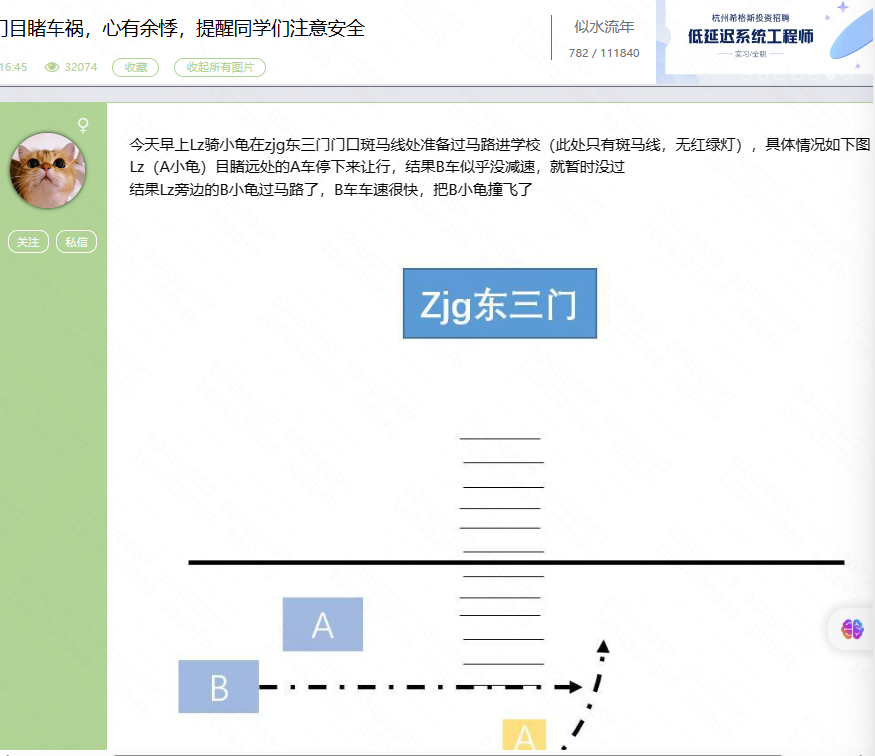 门目睹车祸，心有余悸，提醒同学们注意安全
16:45 32074 收藏 收起所有图片
似水流年
782 / 111840
杭州希格斯投资招聘
低延迟系统工程师
实习/全职
关注 私信
今天早上Lz骑小龟在zjg东三门门口斑马线处准备过马路进学校（此处只有斑马线，无红绿灯），具体情况如下图
Lz（A小龟）目睹远处的A车停下来让行，结果B车似乎没减速，就暂时没过
结果Lz旁边的B小龟过马路了，B车车速很快，把B小龟撞飞了
Zjg东三门
A
B
A